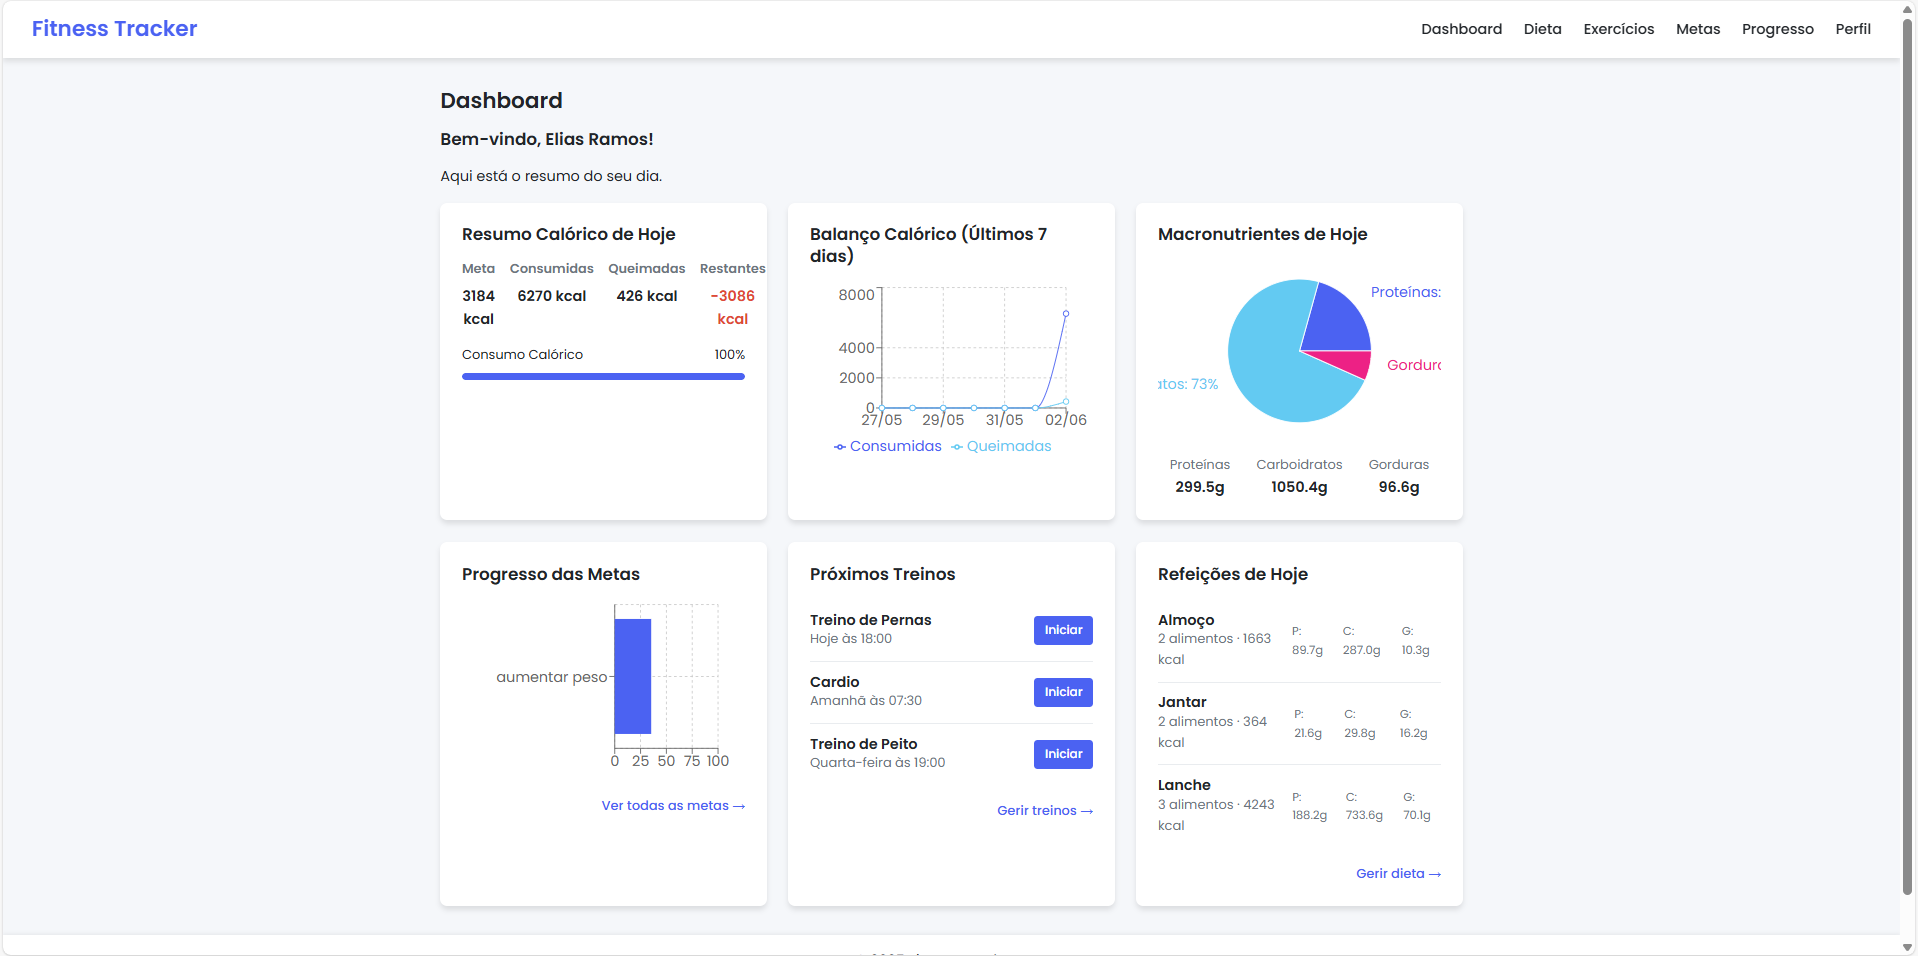 Fitness Tracker
Dashboard Dieta Exercícios Metas Progresso Perfil
Dashboard
Bem-vindo, Elias Ramos!
Aqui está o resumo do seu dia.
Resumo Calórico de Hoje
Meta Consumidas Queimadas Restantes
3184 kcal 6270 kcal 426 kcal -3086 kcal
Consumo Calórico 100%
Balanço Calórico (Últimos 7
dias)
8000
4000
2000
0
27/05 29/05 31/05 02/06
Consumidas Queimadas
Macronutrientes de Hoje
Proteínas:
atos: 73%
Proteínas Carboidratos Gorduras
299.5g 1050.4g 96.6g
Progresso das Metas
aumentar peso
0 25 50 75 100
Ver todas as metas →
Próximos Treinos
Treino de Pernas
Hoje às 18:00
Iniciar
Cardio
Amanhã às 07:30
Iniciar
Treino de Peito
Quarta-feira às 19:00
Iniciar
Gerir treinos →
Refeições de Hoje
Almoço
2 alimentos · 1663
kcal
P: C: G:
89.7g 287.0g 10.3g
Jantar
2 alimentos · 364
kcal
P: C: G:
21.6g 29.8g 16.2g
Lanche
3 alimentos · 4243
kcal
P: C: G:
188.2g 733.6g 70.1g
Gerir dieta →